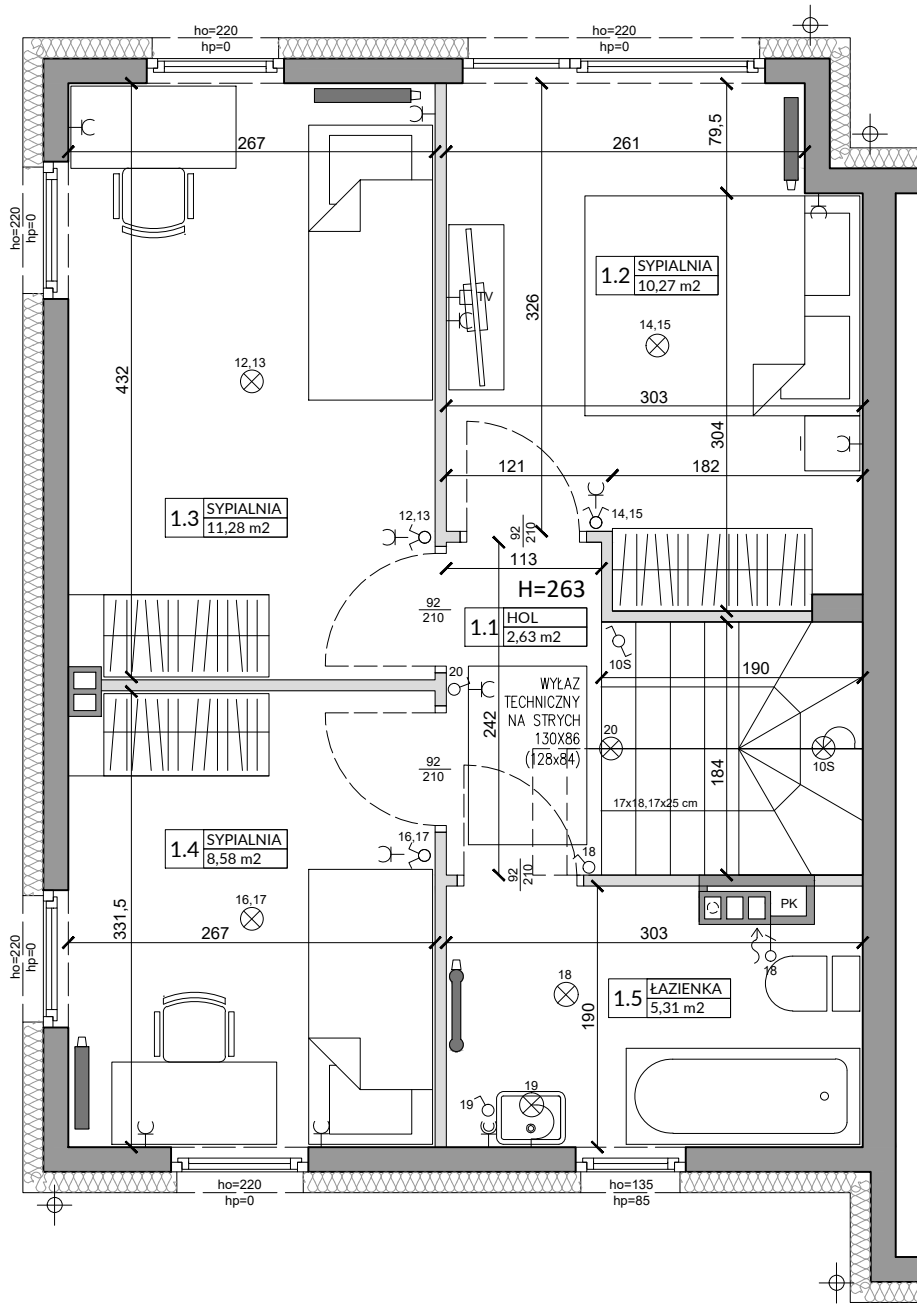 ho=220
hp=0
ho=220
hp=0
267
261
79,5
ho=220
hp=0
1.2
SYPIALNIA
10,27 m2
TV
326
14,15
12,13
432
303
304
121
182
1.3
SYPIALNIA
11,28 m2
12,13
14,15
92
210
113
H=263
92
210
1.1
HOL
2,63 m2
10S
20
WYŁAZ
TECHNICZNY
NA STRYCH
130X86
(128x84)
190
242
20
10S
92
210
184
17x18,17x25 cm
1.4
SYPIALNIA
8,58 m2
16,17
18
92
210
16,17
331,5
PK
267
303
ho=220
hp=0
18
18
1.5
ŁAZIENKA
5,31 m2
190
19
19
ho=220
hp=0
ho=135
hp=85